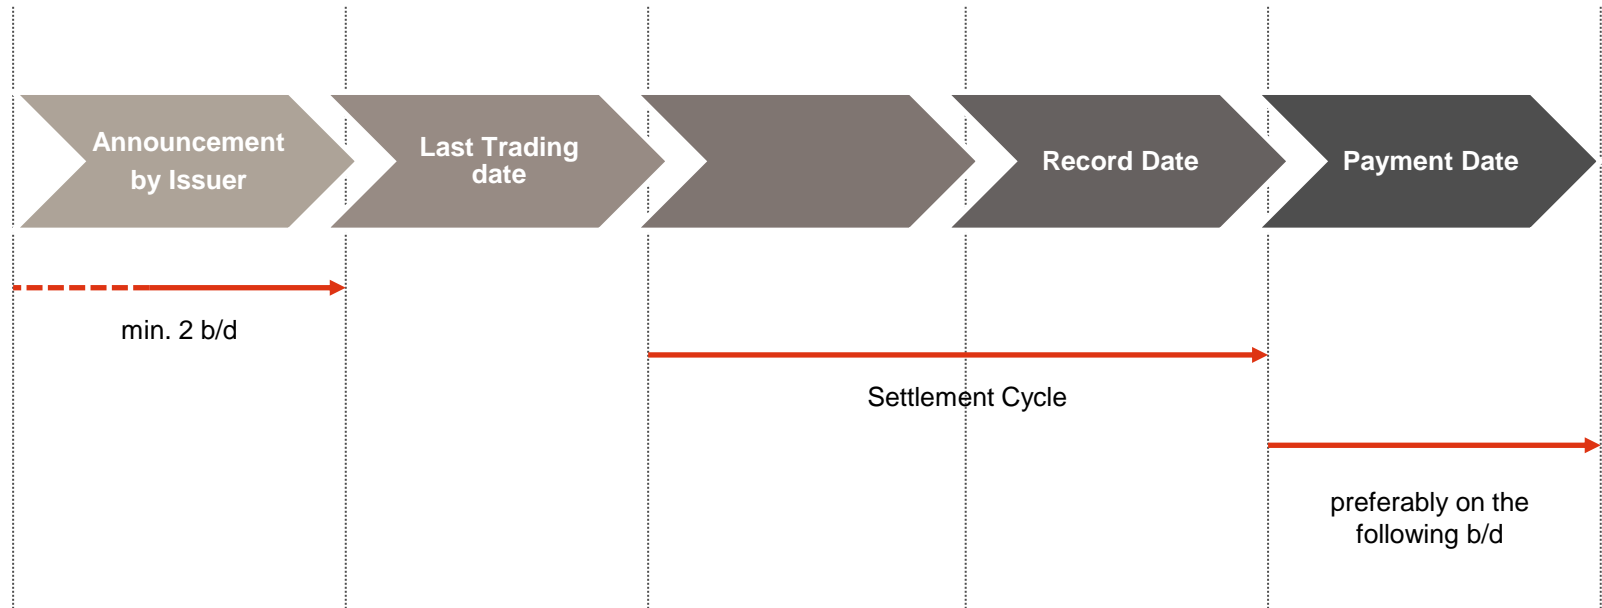 Announcement
by Issuer
Last Trading
date
Record Date
Payment Date
min. 2 b/d
Settlement Cycle
preferably on the
following b/d